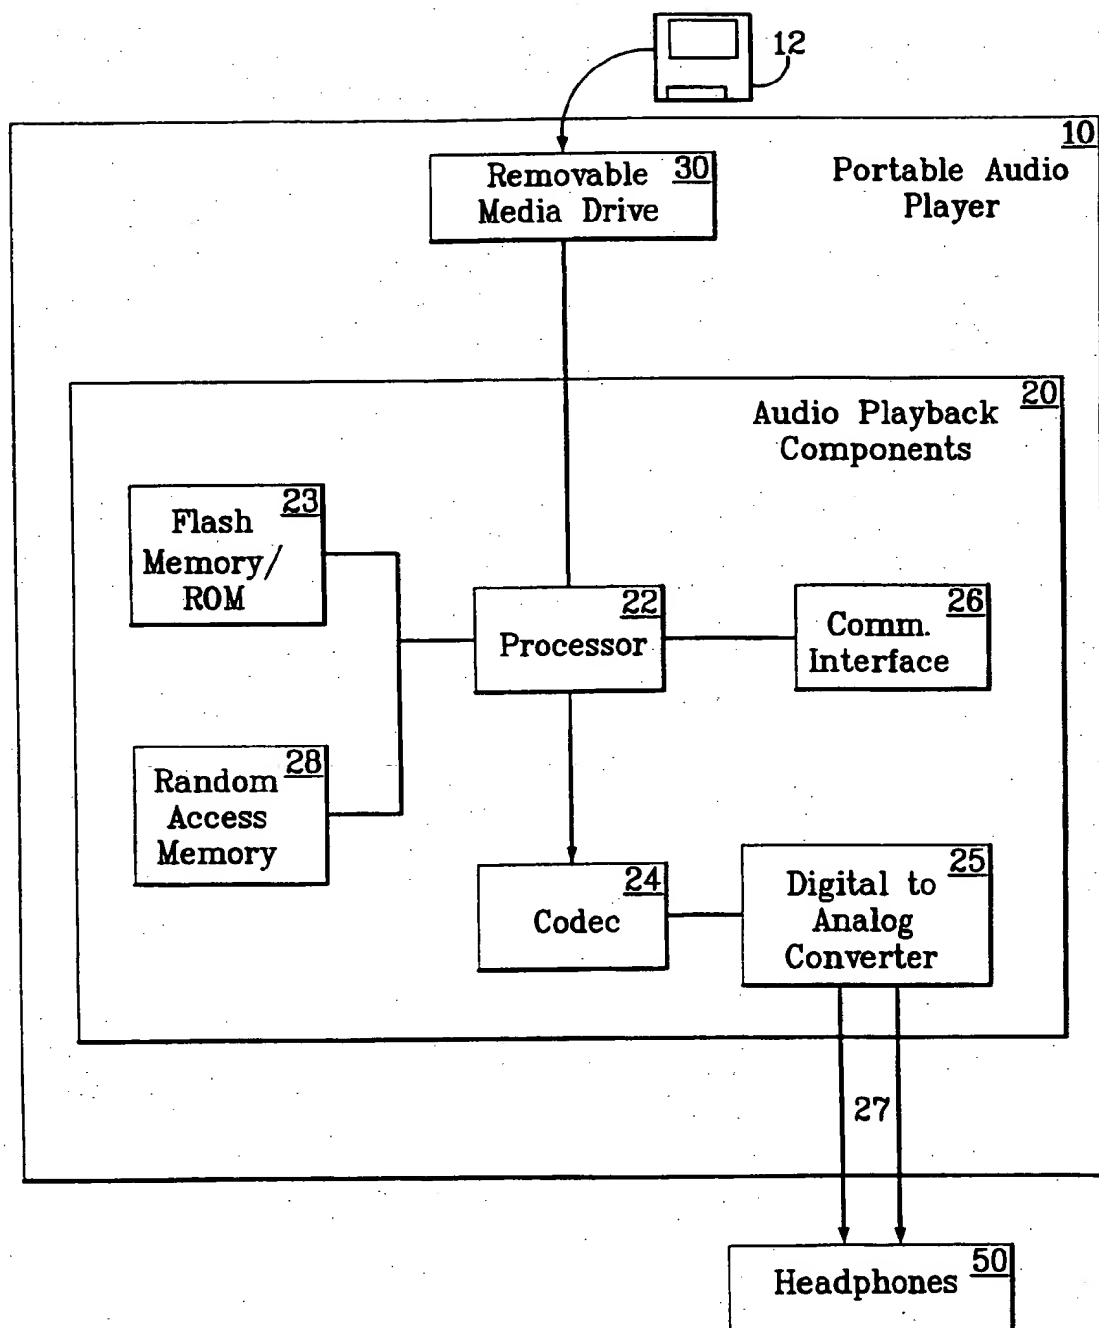 12
10
Portable Audio
Player
30
Removable
Media Drive
20
Audio Playback
Components
23
Flash
Memory/
ROM
22
Processor
26
Comm.
Interface
28
Random
Access
Memory
24
Codec
25
Digital to
Analog
Converter
27
50
Headphones